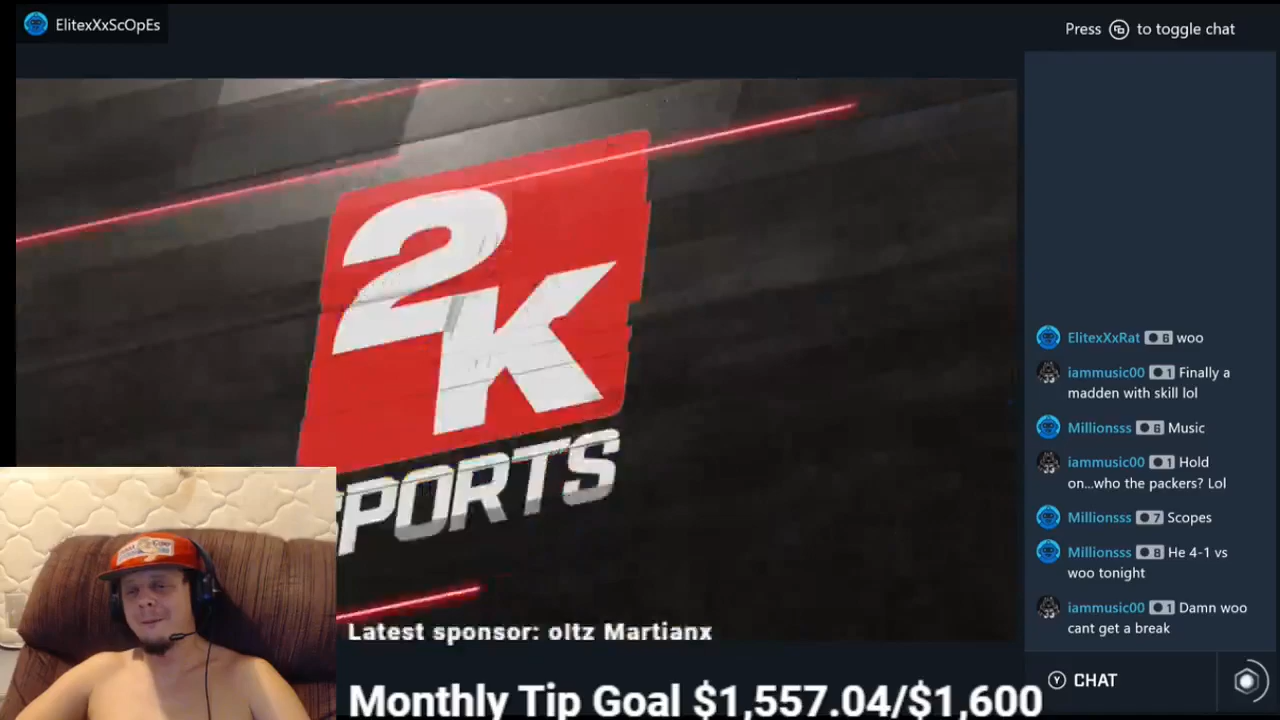 ElitexXxScOpEs
Press to toggle chat
2K
SPORTS
ElitexXxRat 6 woo
iammusic00 1 Finally a
madden with skill lol
Millionsss 6 Music
iammusic00 1 Hold
on...who the packers? Lol
Millionsss 7 Scopes
Millionsss 8 He 4-1 vs
woo tonight
iammusic00 1 Damn woo
cant get a break
Latest sponsor: oltz Martianx
Monthly Tip Goal $1,557.04/$1,600
Y CHAT